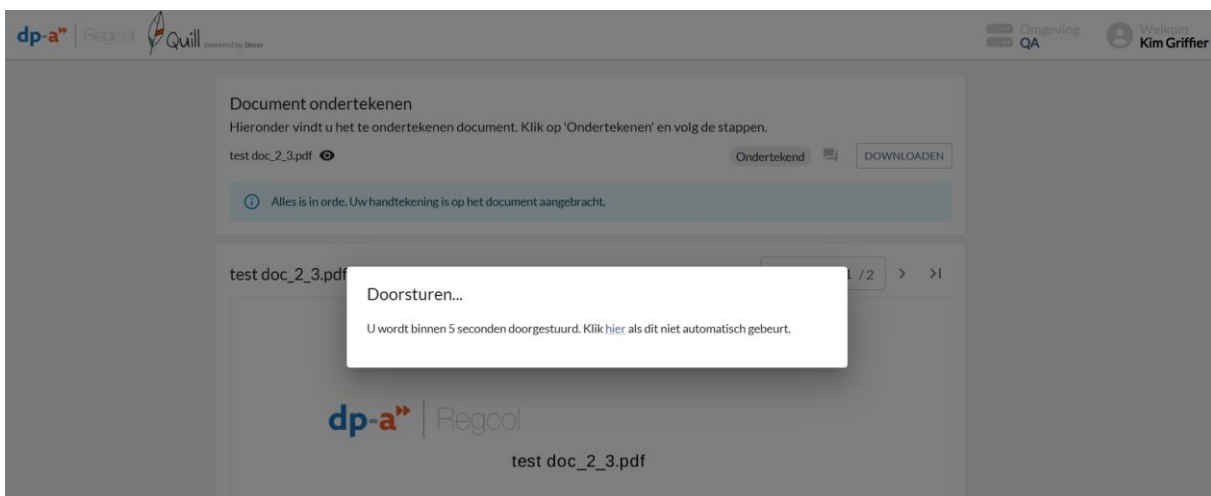 dp-a» | Regcol Quill powered by Dioss
Omgeving
QA
Welkom
Kim Griffier
Document ondertekenen
Hieronder vindt u het te ondertekenen document. Klik op 'Ondertekenen' en volg de stappen.
test doc_2_3.pdf
Ondertekend
DOWNLOADEN
Alles is in orde. Uw handtekening is op het document aangebracht.
test doc_2_3.pdf
1 / 2
Doorsturen...
U wordt binnen 5 seconden doorgestuurd. Klik hier als dit niet automatisch gebeurt.
dp-a» | Regcol
test doc_2_3.pdf